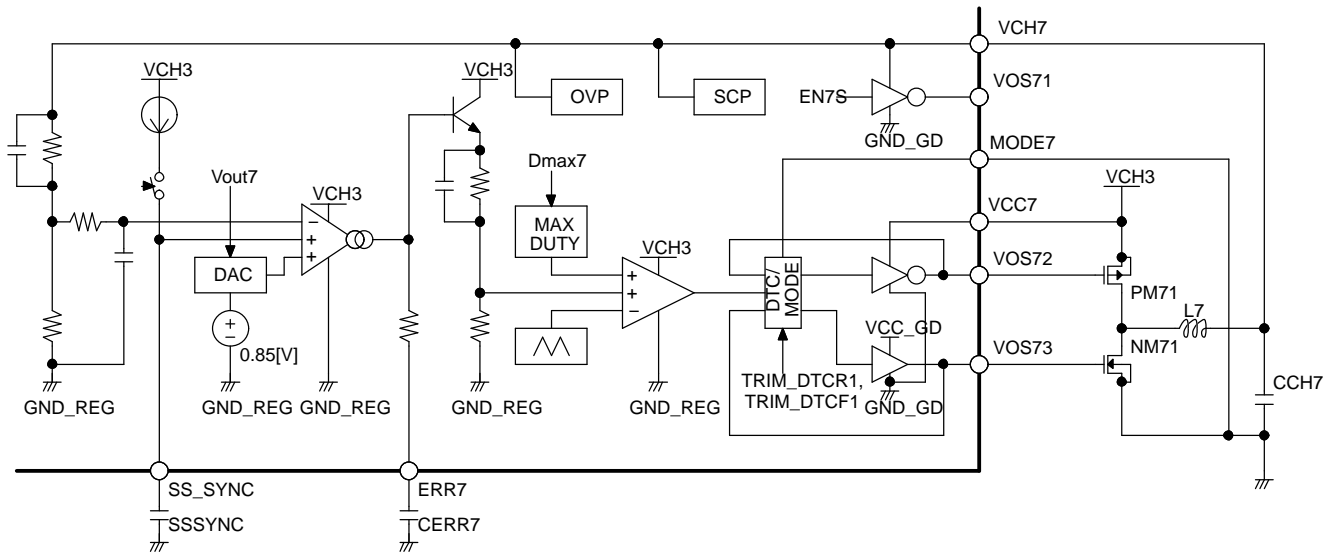 VCH7
VCH3
VCH3
OVP
SCP
EN7S
VOS71
GND_GD
MODE7
Vout7
Dmax7
VCH3
VCH3
MAX
DUTY
VCH3
VCC7
DAC
DTC/
MODE
VOS72
PM71
L7
0.85[V]
VCC_GD
NM71
VOS73
TRIM_DTCR1,
TRIM_DTCF1
GND_GD
CCH7
GND_REG
GND_REG
GND_REG
GND_REG
GND_REG
SS_SYNC
ERR7
SSSYNC
CERR7